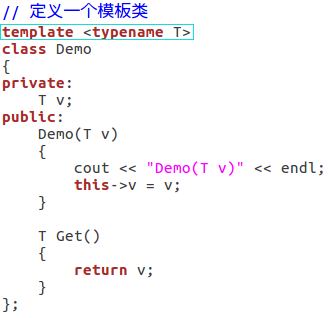 // 定义一个模板类
template <typename T>
class Demo
{
private:
    T v;
public:
    Demo(T v)
    {
        cout << "Demo(T v)" << endl;
        this->v = v;
    }

    T Get()
    {
        return v;
    }
};